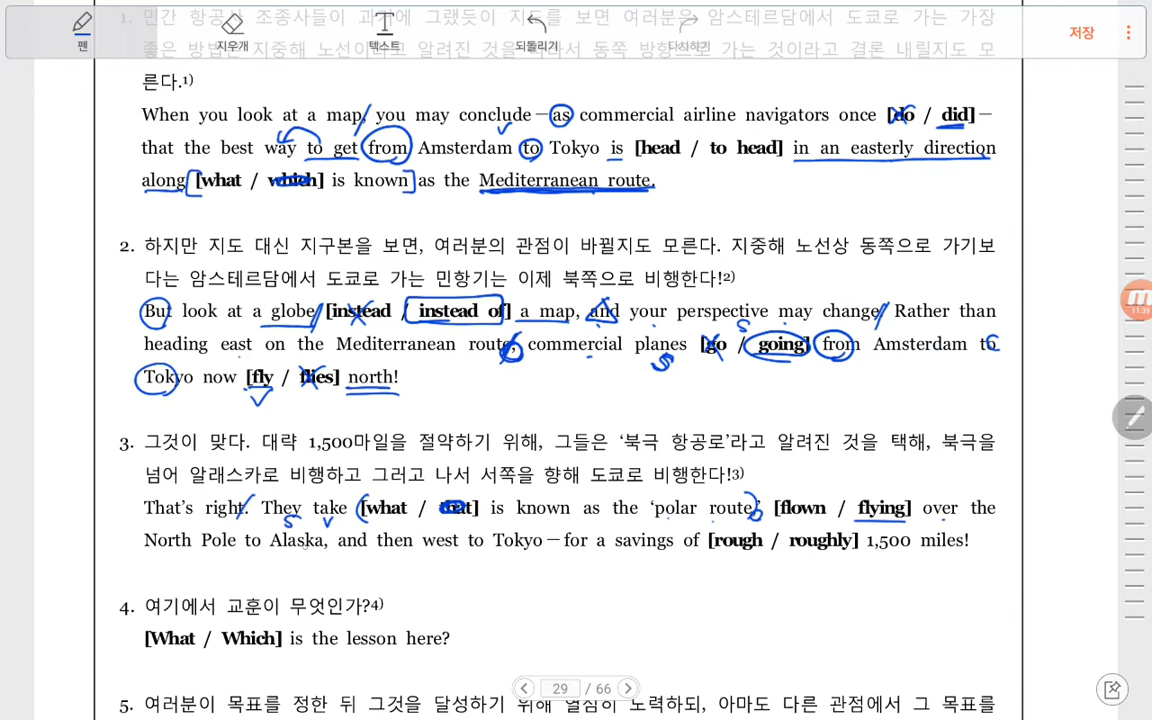 1. 민간 항공사 조종사들이 과거에 그랬듯이 지도를 보면 여러분은 암스테르담에서 도쿄로 가는 가장
펜 지우개 텍스트 되돌리기 다시하기 저장
좋은 방법은 지중해 노선이라고 알려진 것을 따라서 동쪽 방향으로 가는 것이라고 결론 내릴지도 모
른다.1)
When you look at a map, you may conclude—as commercial airline navigators once [do / did]—
that the best way to get from Amsterdam to Tokyo is [head / to head] in an easterly direction
along [what / which] is known as the Mediterranean route.
2. 하지만 지도 대신 지구본을 보면, 여러분의 관점이 바뀔지도 모른다. 지중해 노선상 동쪽으로 가기보
다는 암스테르담에서 도쿄로 가는 민항기는 이제 북쪽으로 비행한다!2)
But look at a globe [instead / instead of] a map, and your perspective may change. Rather than
heading east on the Mediterranean route, commercial planes [go / going] from Amsterdam to
S
S
Tokyo now [fly / flies] north!
V
3. 그것이 맞다. 대략 1,500마일을 절약하기 위해, 그들은 ‘북극 항공로’라고 알려진 것을 택해, 북극을
넘어 알래스카로 비행하고 그러고 나서 서쪽을 향해 도쿄로 비행한다!3)
That's right. They take [what / that] is known as the ‘polar route,’ [flown / flying] over the
S V
North Pole to Alaska, and then west to Tokyo—for a savings of [rough / roughly] 1,500 miles!
4. 여기에서 교훈이 무엇인가?4)
[What / Which] is the lesson here?
29 / 66
5. 여러분이 목표를 정한 뒤 그것을 달성하기 위해 열심히 노력하되, 아마도 다른 관점에서 그 목표를